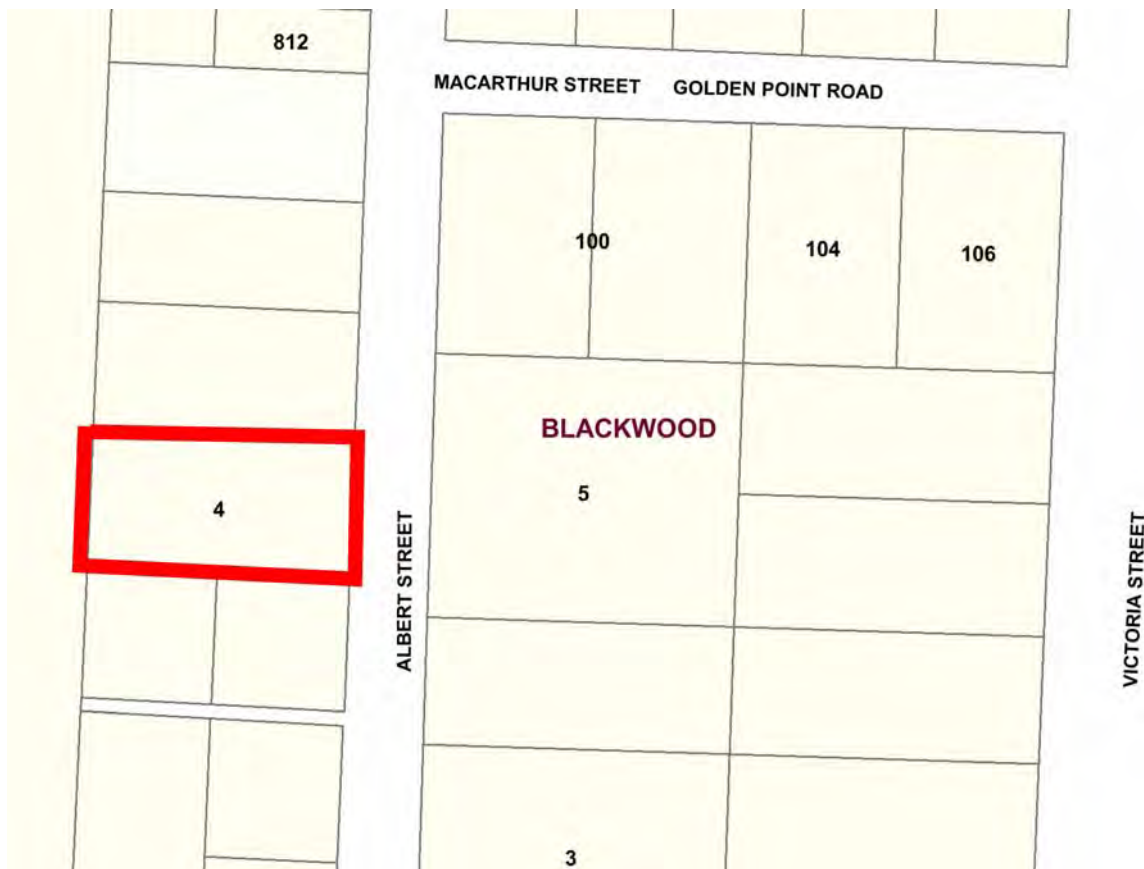 812
MACARTHUR STREET
GOLDEN POINT ROAD
100
104
106
BLACKWOOD
5
4
ALBERT STREET
VICTORIA STREET
3